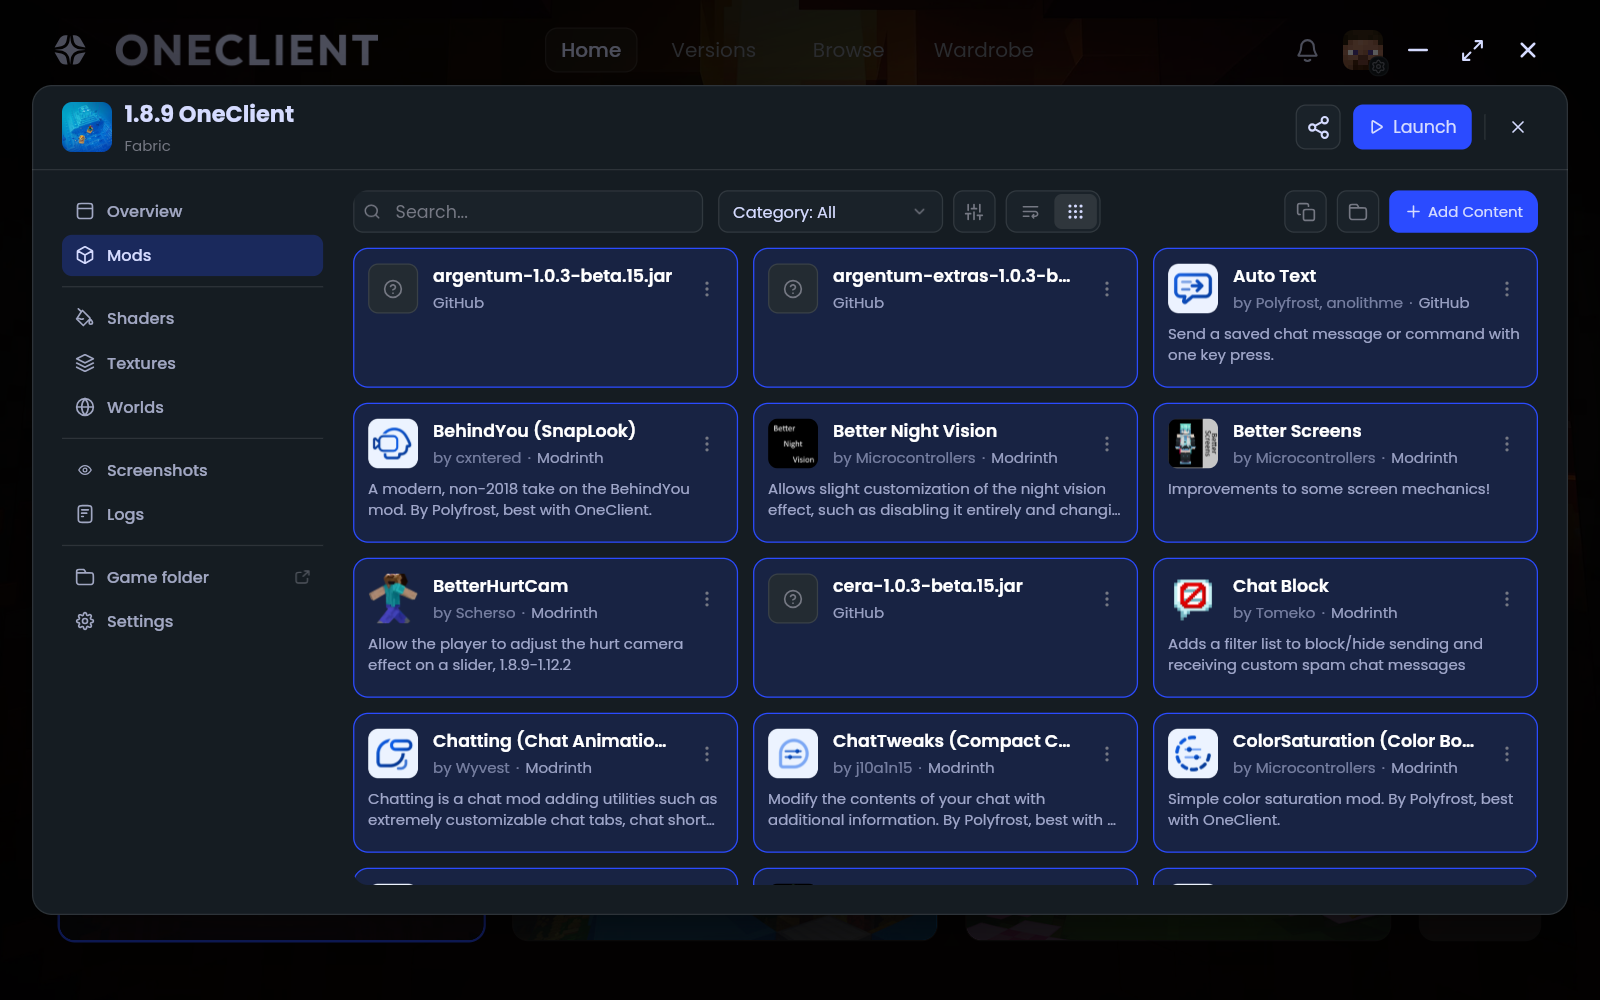 ONECLIENT
Home
Versions
Browse
Wardrobe
1.8.9 OneClient
Fabric
Launch
Overview
Mods
Shaders
Textures
Worlds
Screenshots
Logs
Game folder
Settings
Search...
Category: All
Add Content
argentum-1.0.3-beta.15.jar
GitHub
argentum-extras-1.0.3-b...
GitHub
Auto Text
by Polyfrost, anolithme · GitHub
Send a saved chat message or command with
one key press.
BehindYou (SnapLook)
by cxntered · Modrinth
A modern, non-2018 take on the BehindYou
mod. By Polyfrost, best with OneClient.
Better
Night
Vision
Better Night Vision
by Microcontrollers · Modrinth
Allows slight customization of the night vision
effect, such as disabling it entirely and changi...
Better
Screens
Better Screens
by Microcontrollers · Modrinth
Improvements to some screen mechanics!
BetterHurtCam
by Scherso · Modrinth
Allow the player to adjust the hurt camera
effect on a slider, 1.8.9-1.12.2
cera-1.0.3-beta.15.jar
GitHub
Chat Block
by Tomeko · Modrinth
Adds a filter list to block/hide sending and
receiving custom spam chat messages
Chatting (Chat Animatio...
by Wyvest · Modrinth
Chatting is a chat mod adding utilities such as
extremely customizable chat tabs, chat short...
ChatTweaks (Compact C...
by j10a1n15 · Modrinth
Modify the contents of your chat with
additional information. By Polyfrost, best with ...
ColorSaturation (Color Bo...
by Microcontrollers · Modrinth
Simple color saturation mod. By Polyfrost, best
with OneClient.